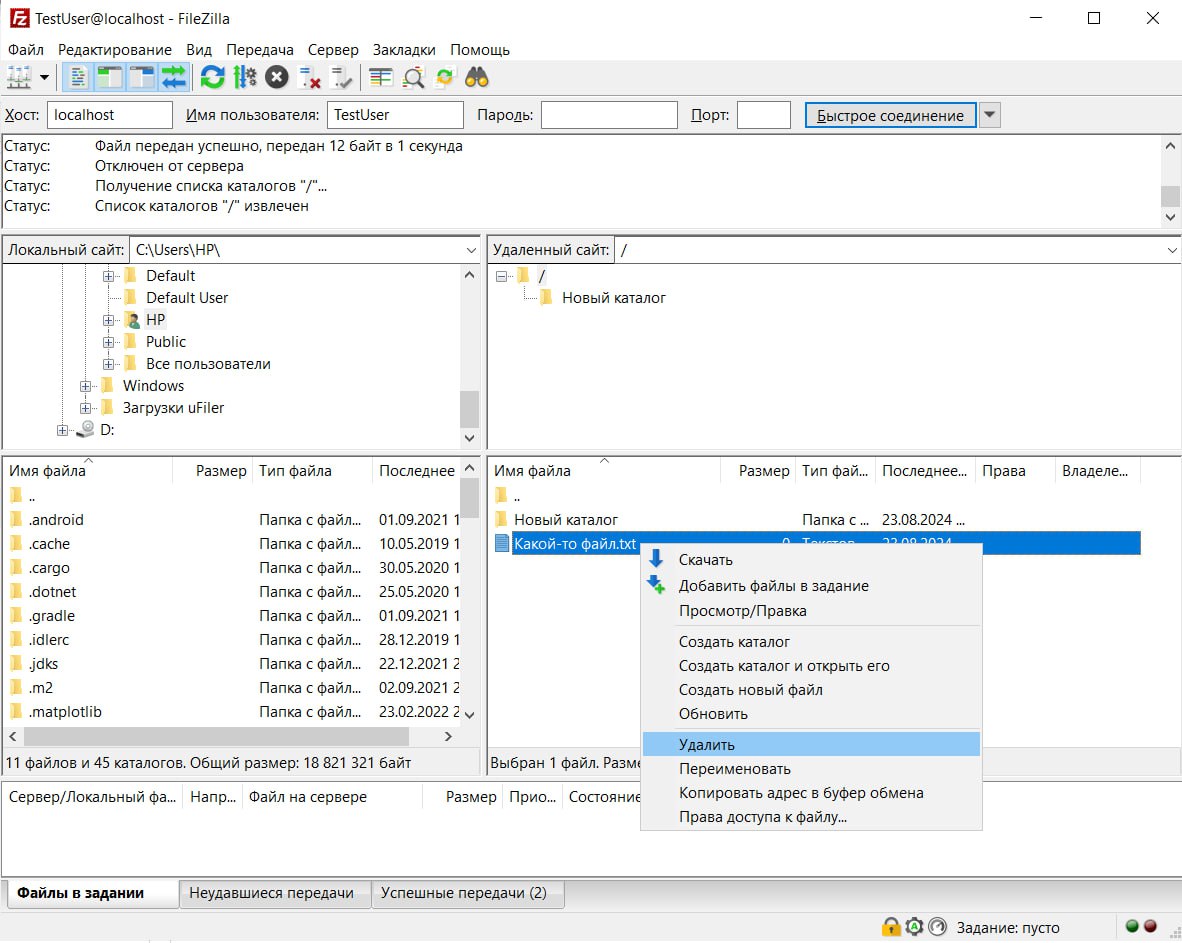 TestUser@localhost - FileZilla
Файл Редактирование Вид Передача Сервер Закладки Помощь
Хост: localhost Имя пользователя: TestUser Пароль: Порт: Быстрое соединение
Статус: Файл передан успешно, передан 12 байт в 1 секунда
Статус: Отключен от сервера
Статус: Получение списка каталогов "/"...
Статус: Список каталогов "/" извлечен
Локальный сайт: C:\Users\HP\
Default
Default User
HP
Public
Все пользователи
Windows
Загрузки uFiler
D:
Удаленный сайт: /
/
Новый каталог
Имя файла Размер Тип файла Последнее
..
.android Папка с файл... 01.09.2021 1
.cache Папка с файл... 10.05.2019 1
.cargo Папка с файл... 30.05.2020 1
.dotnet Папка с файл... 25.05.2020 1
.gradle Папка с файл... 01.09.2021 1
.idlerc Папка с файл... 28.12.2019 1
.jdks Папка с файл... 22.12.2021 2
.m2 Папка с файл... 02.09.2021 2
.matplotlib Папка с файл... 23.02.2022 2
11 файлов и 45 каталогов. Общий размер: 18 821 321 байт
Имя файла Размер Тип фай... Последнее... Права Владеле...
..
Новый каталог Папка с ... 23.08.2024 ...
Какой-то файл.txt
Скачать
Добавить файлы в задание
Просмотр/Правка
Создать каталог
Создать каталог и открыть его
Создать новый файл
Обновить
Удалить
Переименовать
Копировать адрес в буфер обмена
Права доступа к файлу...
Выбран 1 файл.
Сервер/Локальный фа... Напр... Файл на сервере Размер Прио... Состояние
Файлы в задании Неудавшиеся передачи Успешные передачи (2)
Задание: пусто